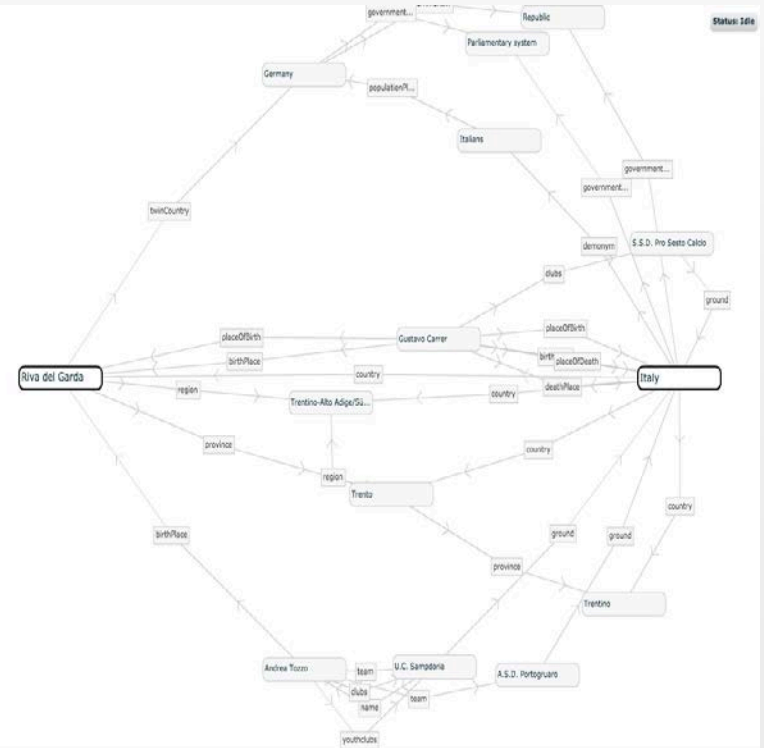 government...
Republic
Status: Idle
Parliamentary system
Germany
populationPl...
Italians
government...
government...
twinCountry
demonym
S.S.D. Pro Sesto Calcio
clubs
ground
placeOfBirth
Gustavo Carrer
placeOfBirth
birthPlace
birth
placeOfDeath
Riva del Garda
country
Italy
region
deathPlace
country
Trentino-Alto Adige/Sü...
province
country
region
Trento
country
birthPlace
ground
ground
province
Trentino
Andrea Tozzo
team
U.C. Sampdoria
A.S.D. Portogruaro
clubs
team
name
youthclubs